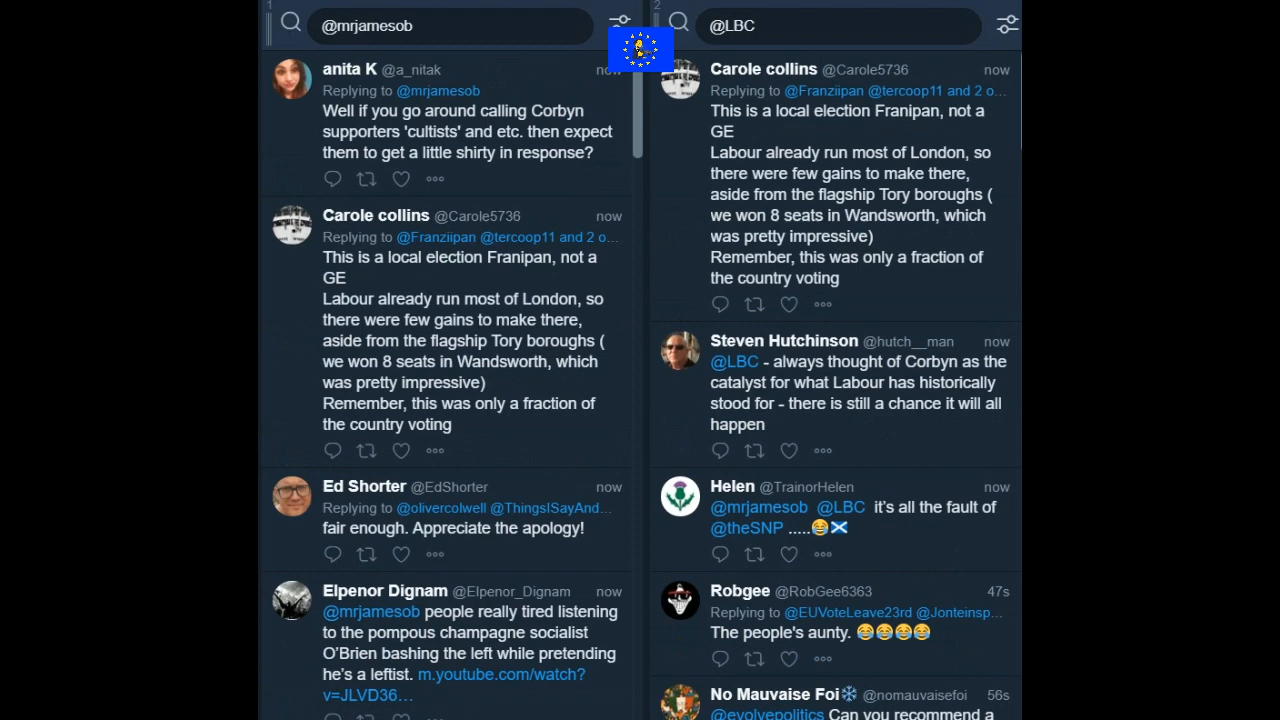 1
@mrjamesob
anita K @a_nitak now
Replying to @mrjamesob
Well if you go around calling Corbyn
supporters 'cultists' and etc. then expect
them to get a little shirty in response?
Carole collins @Carole5736 now
Replying to @Franziipan @tercoop11 and 2 o...
This is a local election Franipan, not a
GE
Labour already run most of London, so
there were few gains to make there,
aside from the flagship Tory boroughs (
we won 8 seats in Wandsworth, which
was pretty impressive)
Remember, this was only a fraction of
the country voting
Ed Shorter @EdShorter now
Replying to @olivercolwell @ThingsISayAnd...
fair enough. Appreciate the apology!
Elpenor Dignam @Elpenor_Dignam now
@mrjamesob people really tired listening
to the pompous champagne socialist
O'Brien bashing the left while pretending
he's a leftist. m.youtube.com/watch?
v=JLVD36...
2
@LBC
Carole collins @Carole5736 now
Replying to @Franziipan @tercoop11 and 2 o...
This is a local election Franipan, not a
GE
Labour already run most of London, so
there were few gains to make there,
aside from the flagship Tory boroughs (
we won 8 seats in Wandsworth, which
was pretty impressive)
Remember, this was only a fraction of
the country voting
Steven Hutchinson @hutch__man now
@LBC - always thought of Corbyn as the
catalyst for what Labour has historically
stood for - there is still a chance it will all
happen
Helen @TrainorHelen now
@mrjamesob @LBC it's all the fault of
@theSNP .....😂🏴󠁧󠁢󠁳󠁣󠁴󠁿
Robgee @RobGee6363 47s
Replying to @EUVoteLeave23rd @Jonteinsp...
The people's aunty. 😂😂😂😂
No Mauvaise Foi❄️ @nomauvaisefoi 56s
@evolvepolitics Can you recommend a